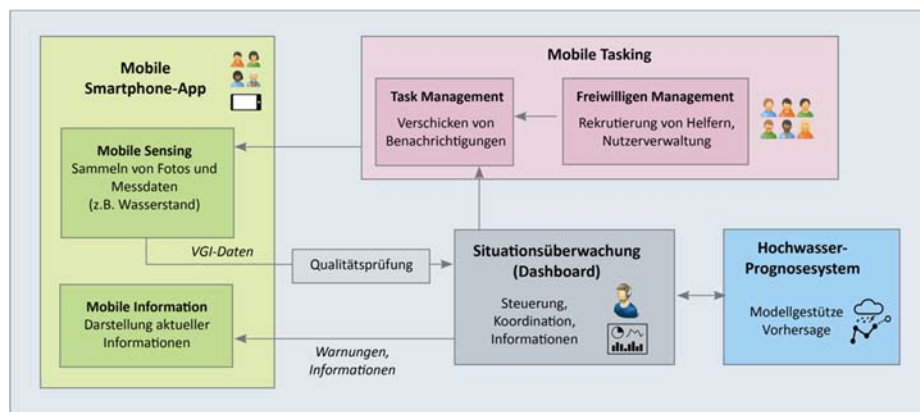 Mobile
Smartphone-App
Mobile Sensing
Sammeln von Fotos und
Messdaten
(z.B. Wasserstand)
VGI-Daten
Mobile Information
Darstellung aktueller
Informationen
Mobile Tasking
Task Management
Verschicken von
Benachrichtigungen
Freiwilligen Management
Rekrutierung von Helfern,
Nutzerverwaltung
Qualitätsprüfung
Situationsüberwachung
(Dashboard)
Steuerung,
Koordination,
Informationen
Warnungen,
Informationen
Hochwasser-
Prognosesystem
Modellgestütze
Vorhersage